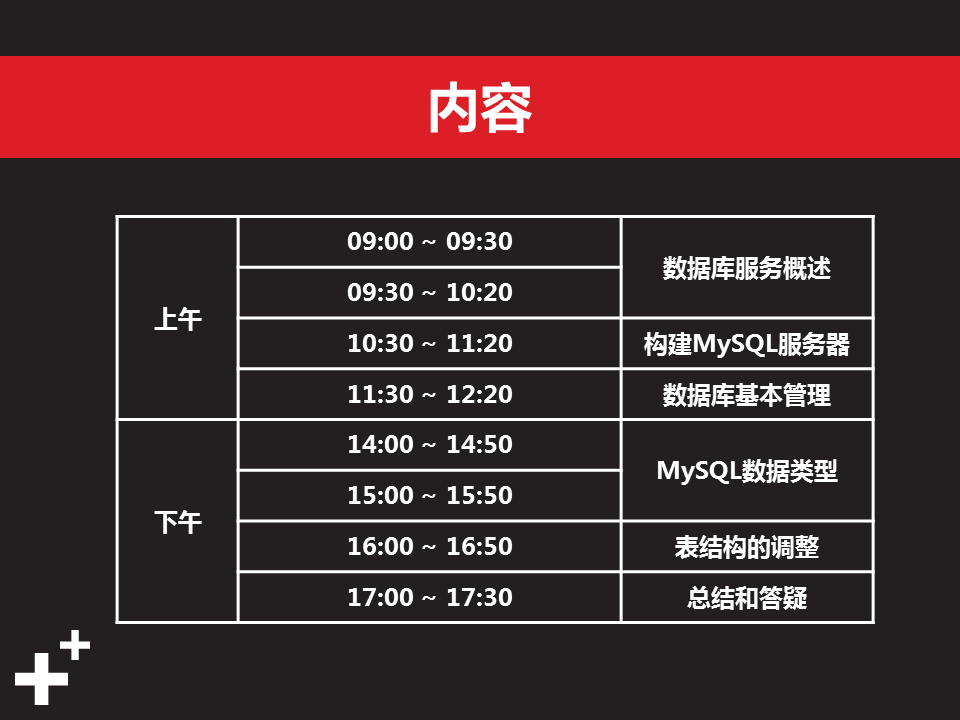 内容
上午
09:00 ~ 09:30
数据库服务概述
09:30 ~ 10:20
10:30 ~ 11:20
构建MySQL服务器
11:30 ~ 12:20
数据库基本管理
下午
14:00 ~ 14:50
MySQL数据类型
15:00 ~ 15:50
16:00 ~ 16:50
表结构的调整
17:00 ~ 17:30
总结和答疑